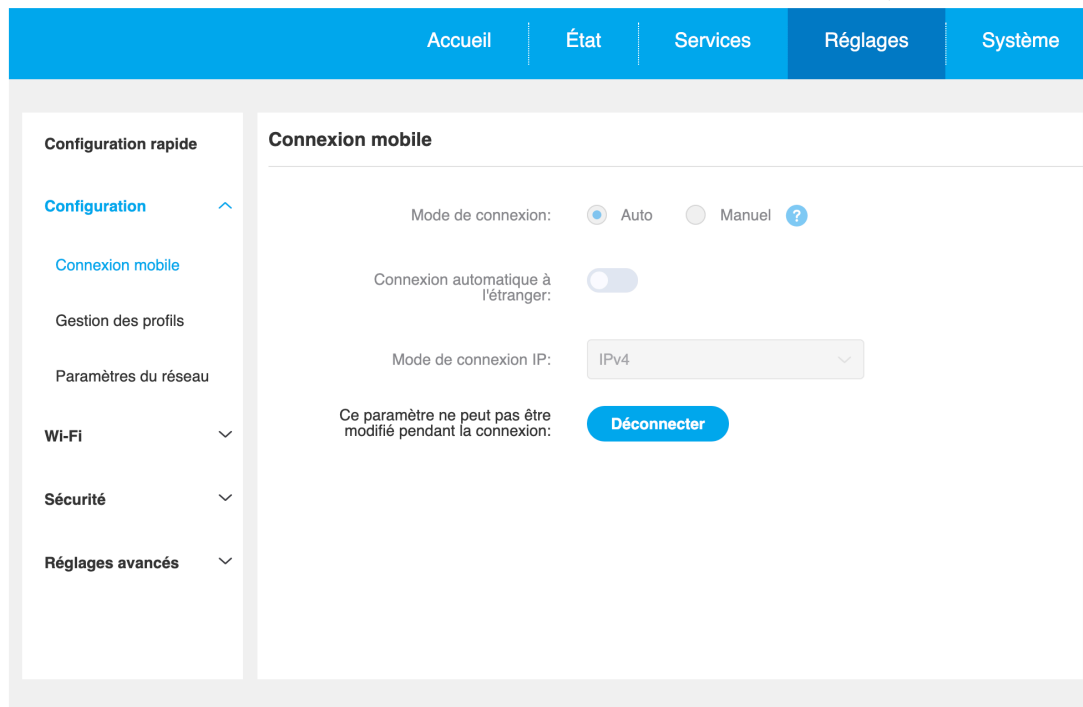 Accueil
État
Services
Réglages
Système
Configuration rapide
Configuration
Connexion mobile
Gestion des profils
Paramètres du réseau
Wi-Fi
Sécurité
Réglages avancés
Connexion mobile
Mode de connexion:
Auto
Manuel
?
Connexion automatique à
l'étranger:
Mode de connexion IP:
IPv4
Ce paramètre ne peut pas être
modifié pendant la connexion:
Déconnecter